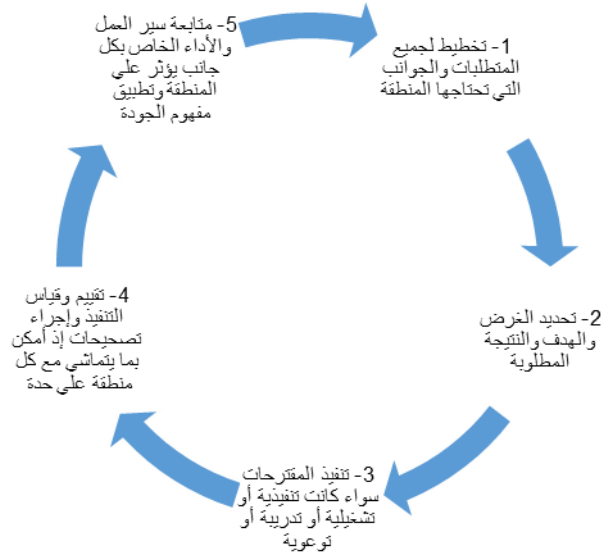 1- تخطيط لجميع
المتطلبات والجوانب
التي تحتاجها المنطقة
2- تحديد الغرض
والهدف والنتيجة
المطلوبة
3- تنفيذ المقترحات
سواء كانت تنفيذية أو
تشغيلية أو تدريبة أو
توعوية
4- تقييم وقياس
التنفيذ وإجراء
تصحيحات إذ أمكن
بما يتماشى مع كل
منطقة على حدة
5- متابعة سير العمل
والأداء الخاص بكل
جانب يؤثر على
المنطقة وتطبيق
مفهوم الجودة